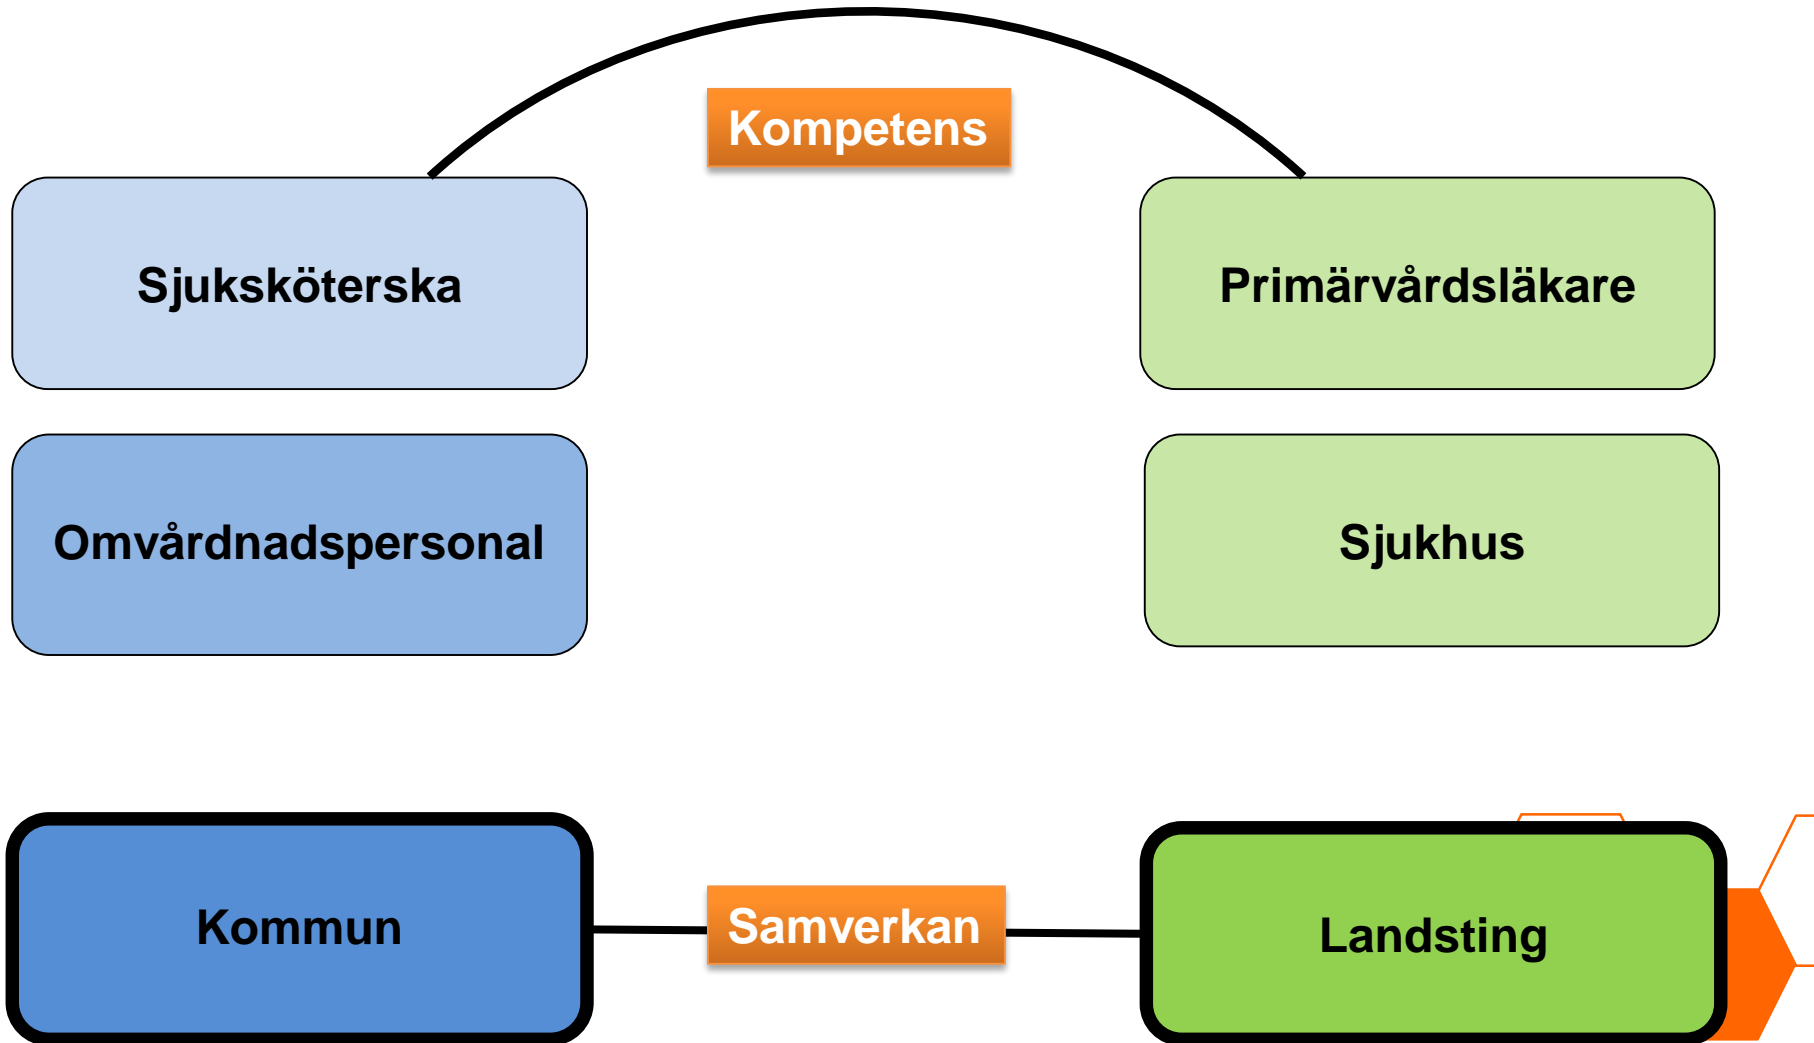 Kompetens
Sjuksköterska
Primärvårdsläkare
Omvårdnadspersonal
Sjukhus
Kommun
Samverkan
Landsting